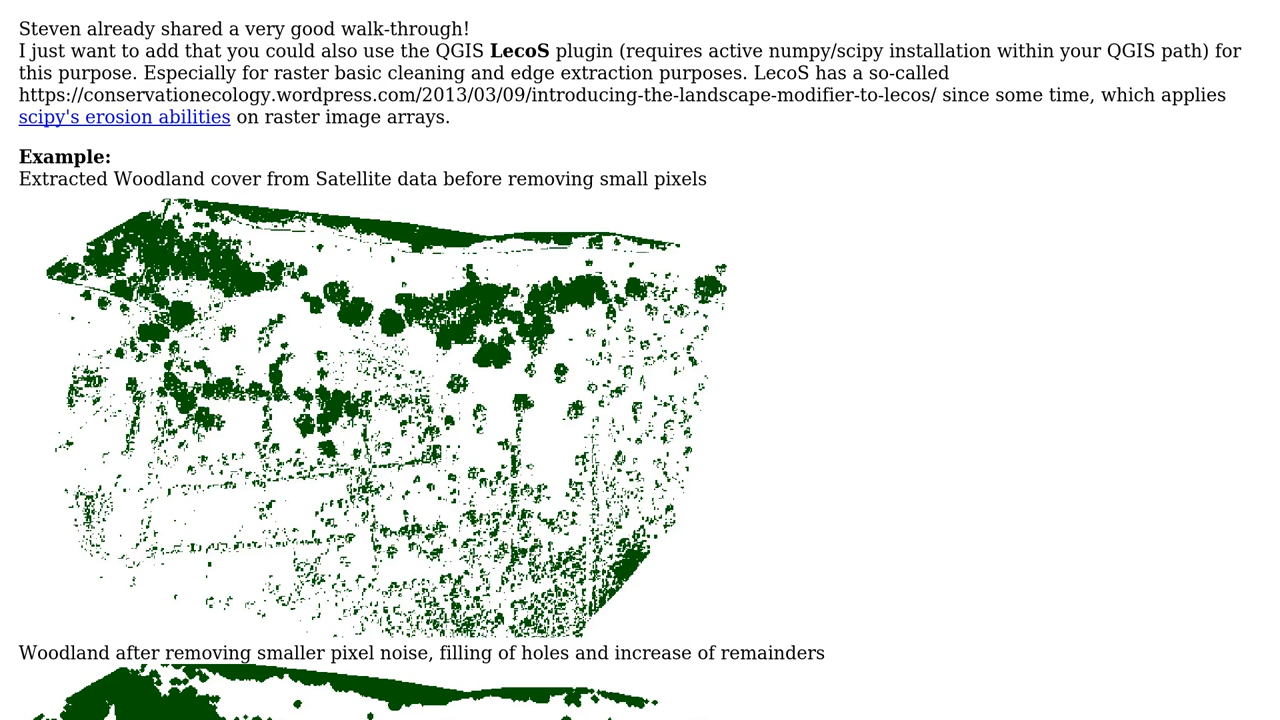 Steven already shared a very good walk-through!
I just want to add that you could also use the QGIS LecoS plugin (requires active numpy/scipy installation within your QGIS path) for
this purpose. Especially for raster basic cleaning and edge extraction purposes. LecoS has a so-called
https://conservationecology.wordpress.com/2013/03/09/introducing-the-landscape-modifier-to-lecos/ since some time, which applies
scipy's erosion abilities on raster image arrays.
Example:
Extracted Woodland cover from Satellite data before removing small pixels
Woodland after removing smaller pixel noise, filling of holes and increase of remainders